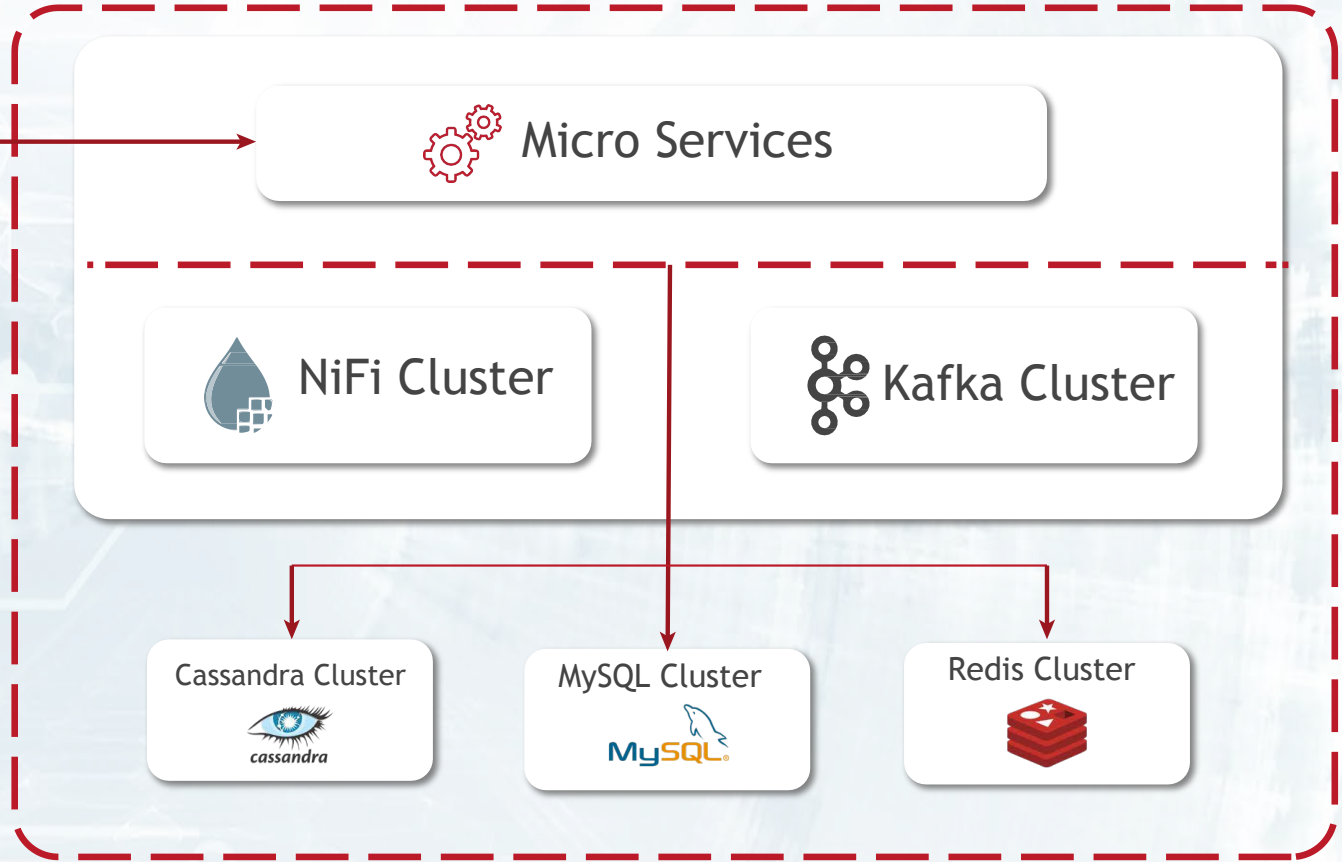 Micro Services
NiFi Cluster
Kafka Cluster
Cassandra Cluster
cassandra
MySQL Cluster
MySQL®
Redis Cluster